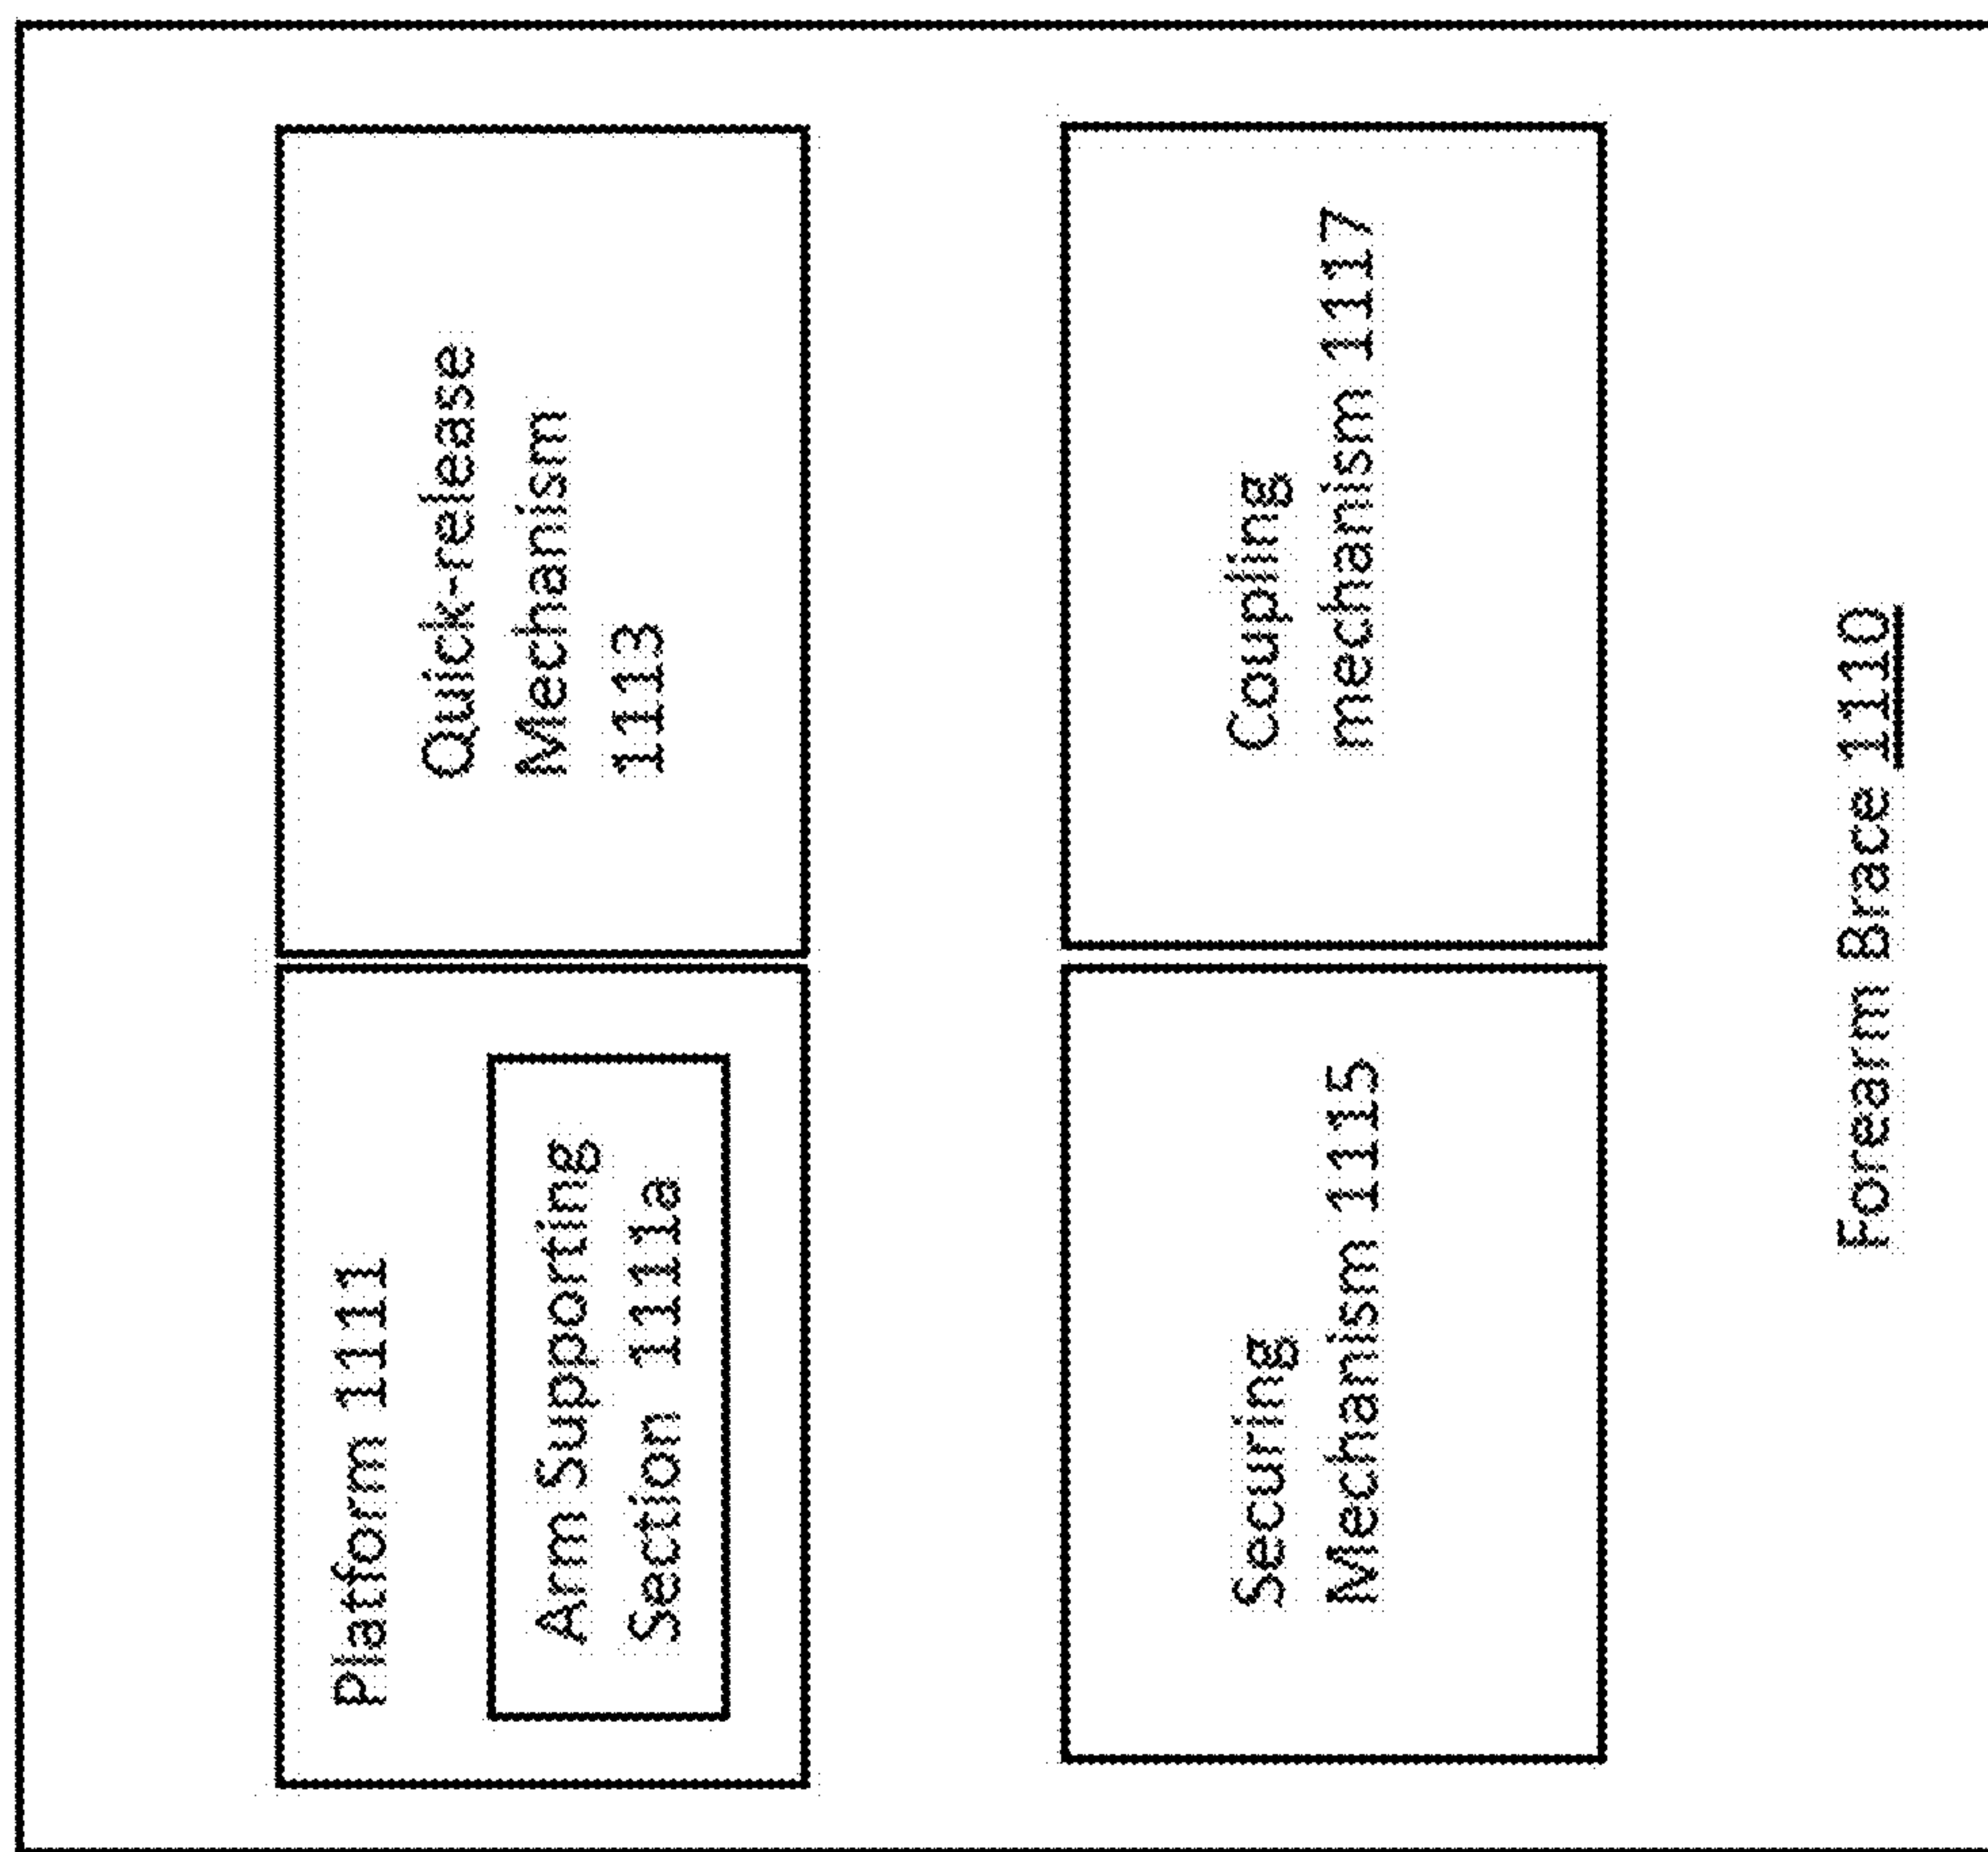 Platform 1111
Arm Supporting
Section 1111a
Quick-release
Mechanism
1113
Securing
Mechanism 1115
Coupling
mechanism 1117
Forearm Brace 1110